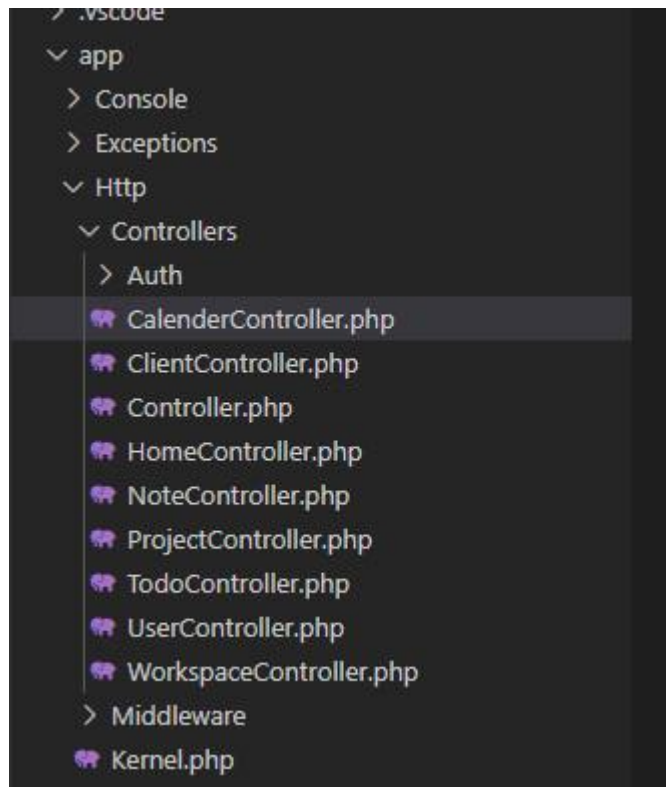 .vscode
app
Console
Exceptions
Http
Controllers
Auth
CalenderController.php
ClientController.php
Controller.php
HomeController.php
NoteController.php
ProjectController.php
TodoController.php
UserController.php
WorkspaceController.php
Middleware
Kernel.php